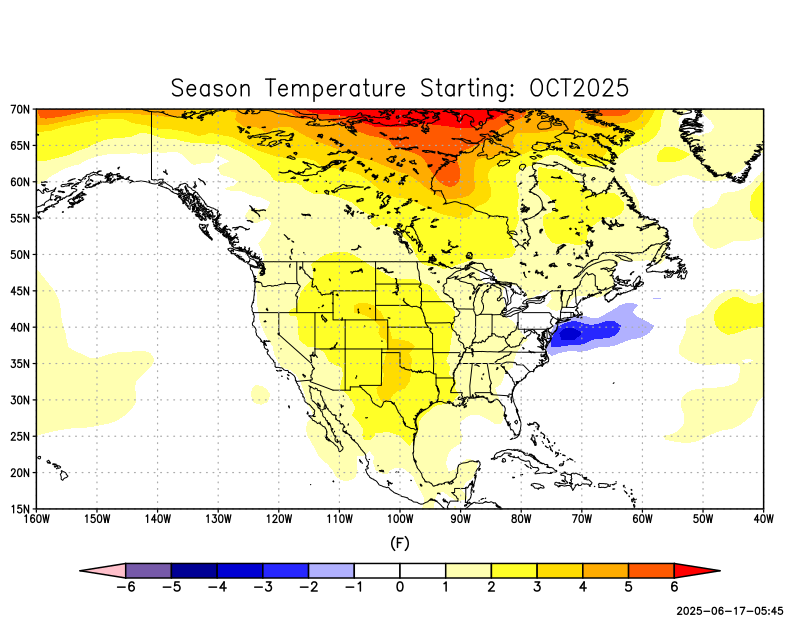 Season Temperature Starting: OCT2025
70N
65N
60N
55N
50N
45N
40N
35N
30N
25N
20N
15N
160W 150W 140W 130W 120W 110W 100W 90W 80W 70W 60W 50W 40W
(F)
−6 −5 −4 −3 −2 −1 0 1 2 3 4 5 6
2025−06−17−05:45